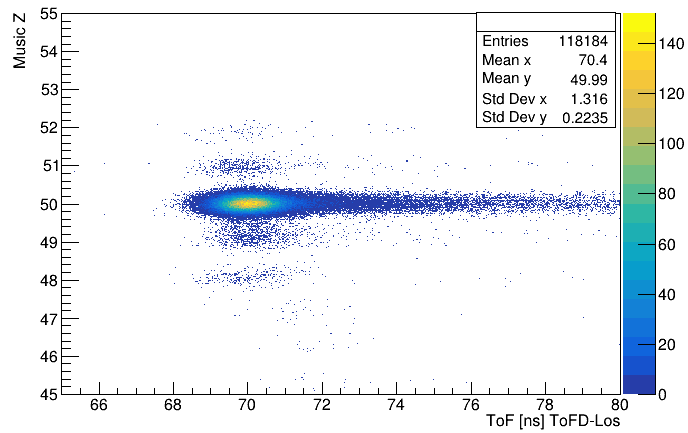 Music Z
55
54
53
52
51
50
49
48
47
46
45
66 68 70 72 74 76 78 80
ToF [ns] ToFD-Los
Entries 118184
Mean x 70.4
Mean y 49.99
Std Dev x 1.316
Std Dev y 0.2235
140
120
100
80
60
40
20
0